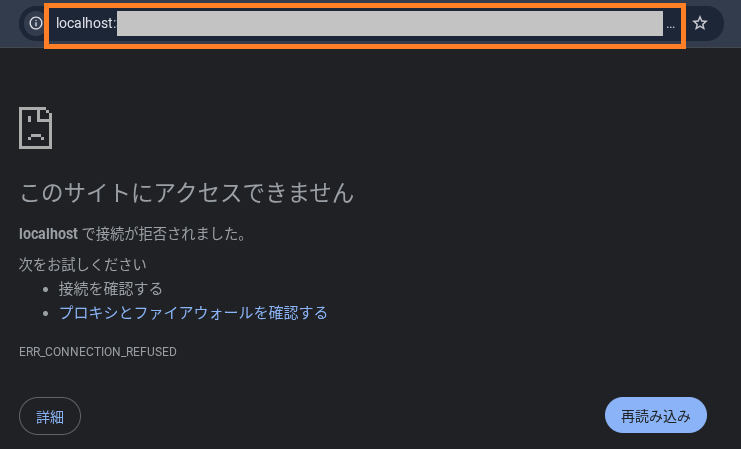 localhost: …
このサイトにアクセスできません
localhost で接続が拒否されました。
次をお試しください
• 接続を確認する
• プロキシとファイアウォールを確認する
ERR_CONNECTION_REFUSED
詳細
再読み込み